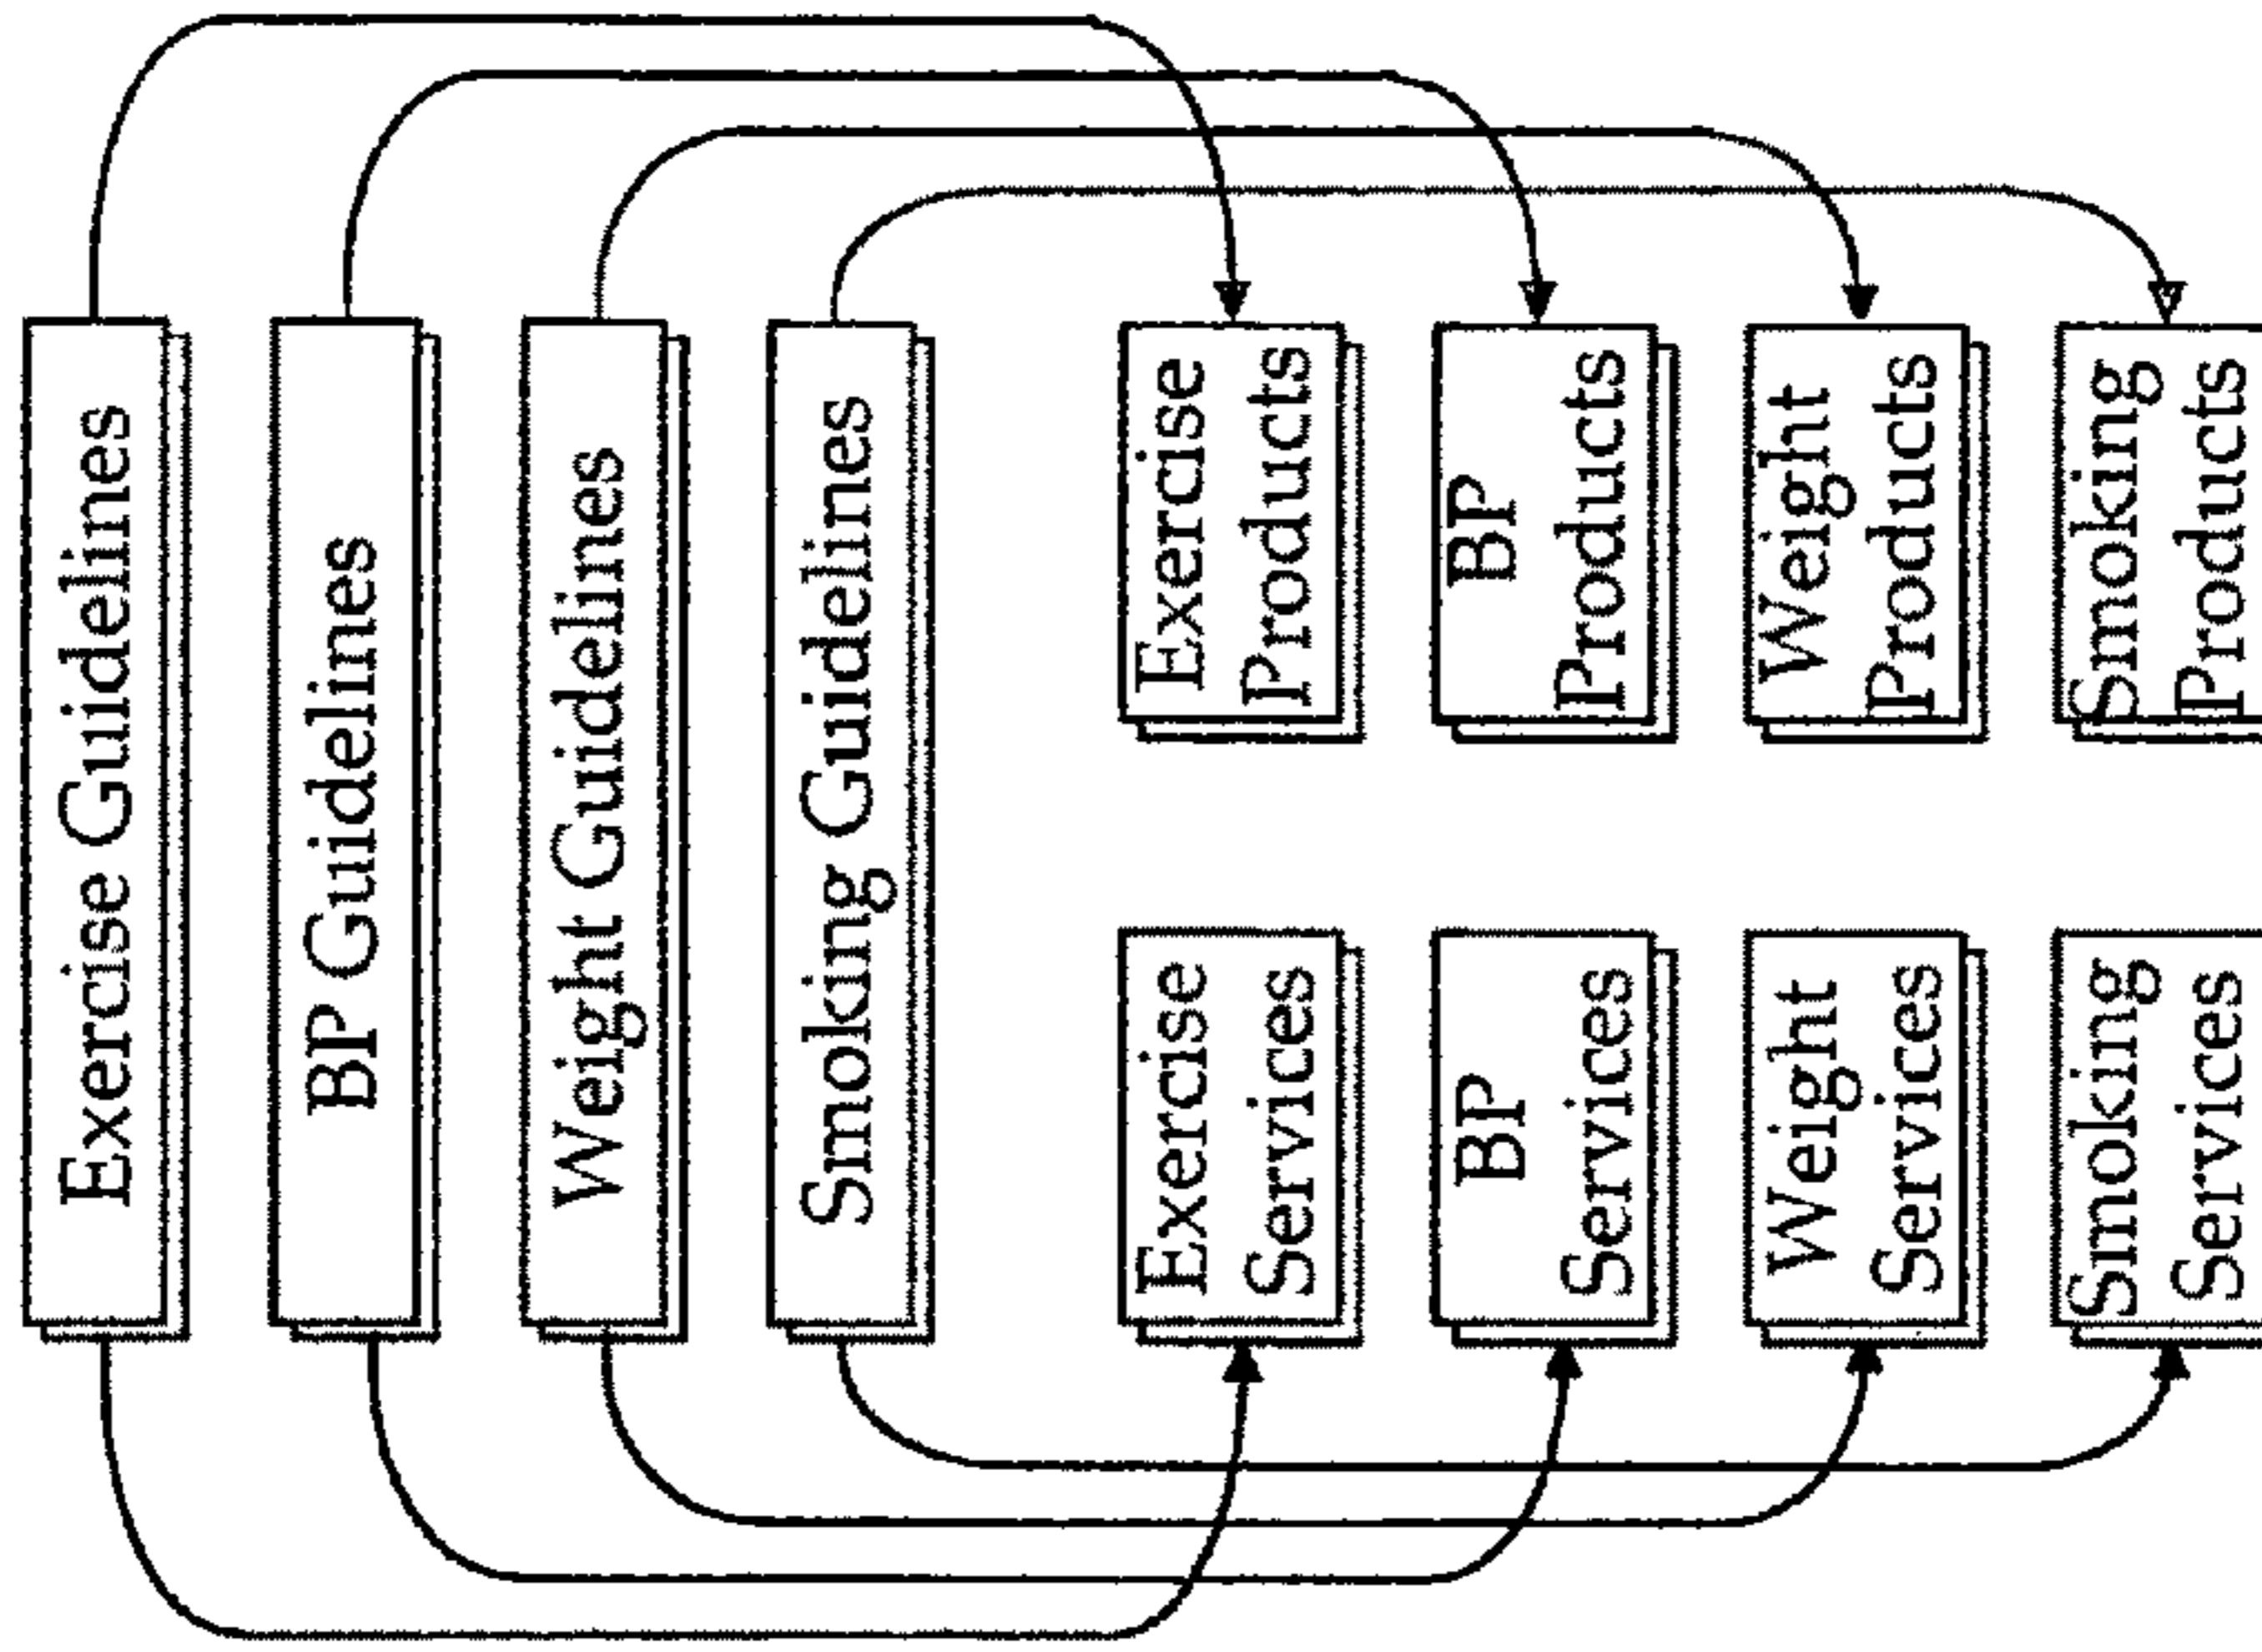 Exercise Guidelines
BP Guidelines
Weight Guidelines
Smoking Guidelines
Exercise
Services
Exercise
Products
BP
Services
BP
Products
Weight
Services
Weight
Products
Smoking
Services
Smoking
Products